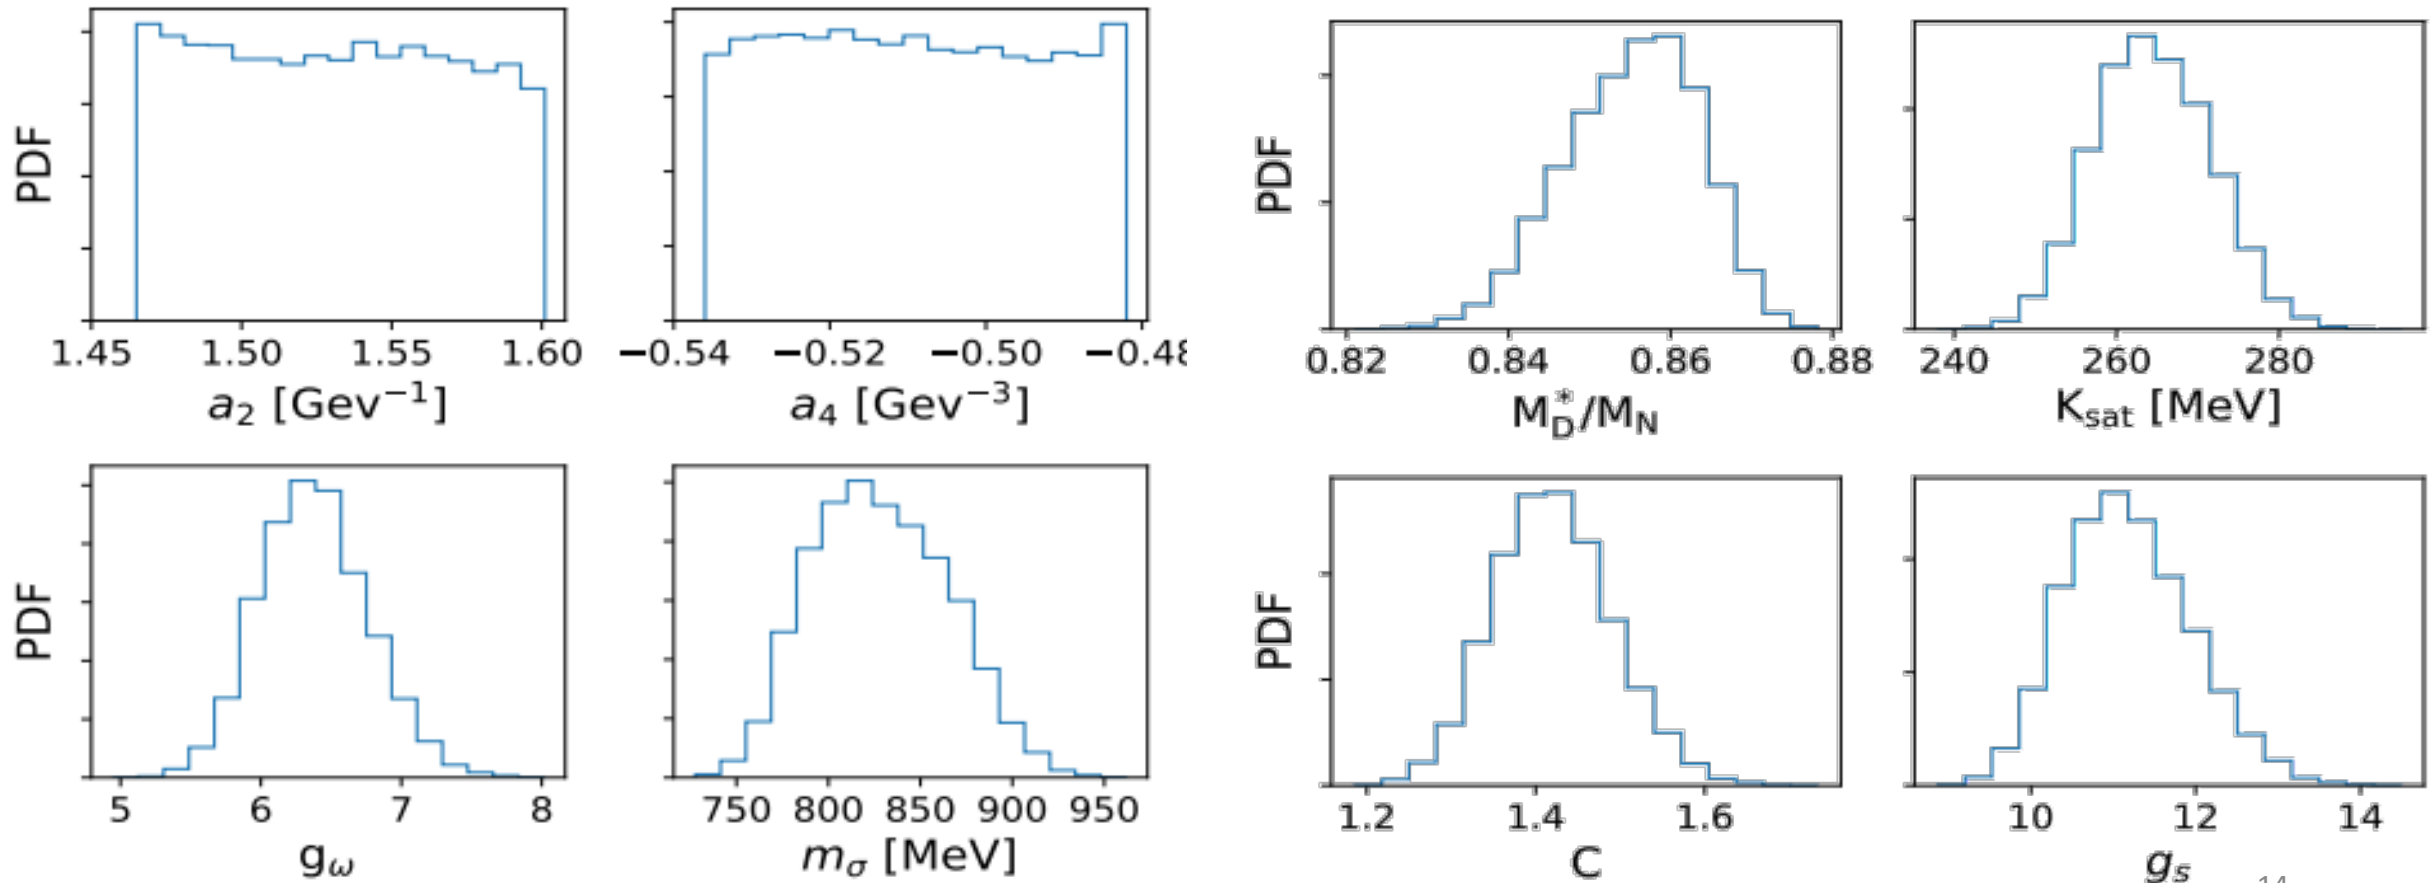 PDF
1.45 1.50 1.55 1.60
a₂ [Gev⁻¹]
−0.54 −0.52 −0.50 −0.48
a₄ [Gev⁻³]
PDF
0.82 0.84 0.86 0.88
M*D/MN
240 260 280
Ksat [MeV]
PDF
5 6 7 8
gω
750 800 850 900 950
mσ [MeV]
PDF
1.2 1.4 1.6
C
10 12 14
gs